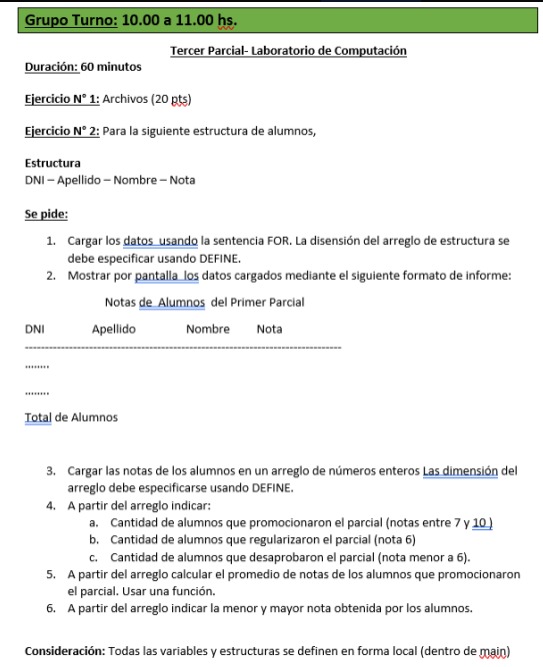 Grupo Turno: 10.00 a 11.00 hs.
Tercer Parcial- Laboratorio de Computación
Duración: 60 minutos
Ejercicio N° 1: Archivos (20 pts)
Ejercicio N° 2: Para la siguiente estructura de alumnos,
Estructura
DNI – Apellido – Nombre – Nota
Se pide:
1. Cargar los datos usando la sentencia FOR. La disensión del arreglo de estructura se
debe especificar usando DEFINE.
2. Mostrar por pantalla los datos cargados mediante el siguiente formato de informe:
Notas de Alumnos del Primer Parcial
DNI Apellido Nombre Nota
--------------------------------------------------------------------------------
........
........
Total de Alumnos
3. Cargar las notas de los alumnos en un arreglo de números enteros Las dimensión del
arreglo debe especificarse usando DEFINE.
4. A partir del arreglo indicar:
a. Cantidad de alumnos que promocionaron el parcial (notas entre 7 y 10 )
b. Cantidad de alumnos que regularizaron el parcial (nota 6)
c. Cantidad de alumnos que desaprobaron el parcial (nota menor a 6).
5. A partir del arreglo calcular el promedio de notas de los alumnos que promocionaron
el parcial. Usar una función.
6. A partir del arreglo indicar la menor y mayor nota obtenida por los alumnos.
Consideración: Todas las variables y estructuras se definen en forma local (dentro de main)